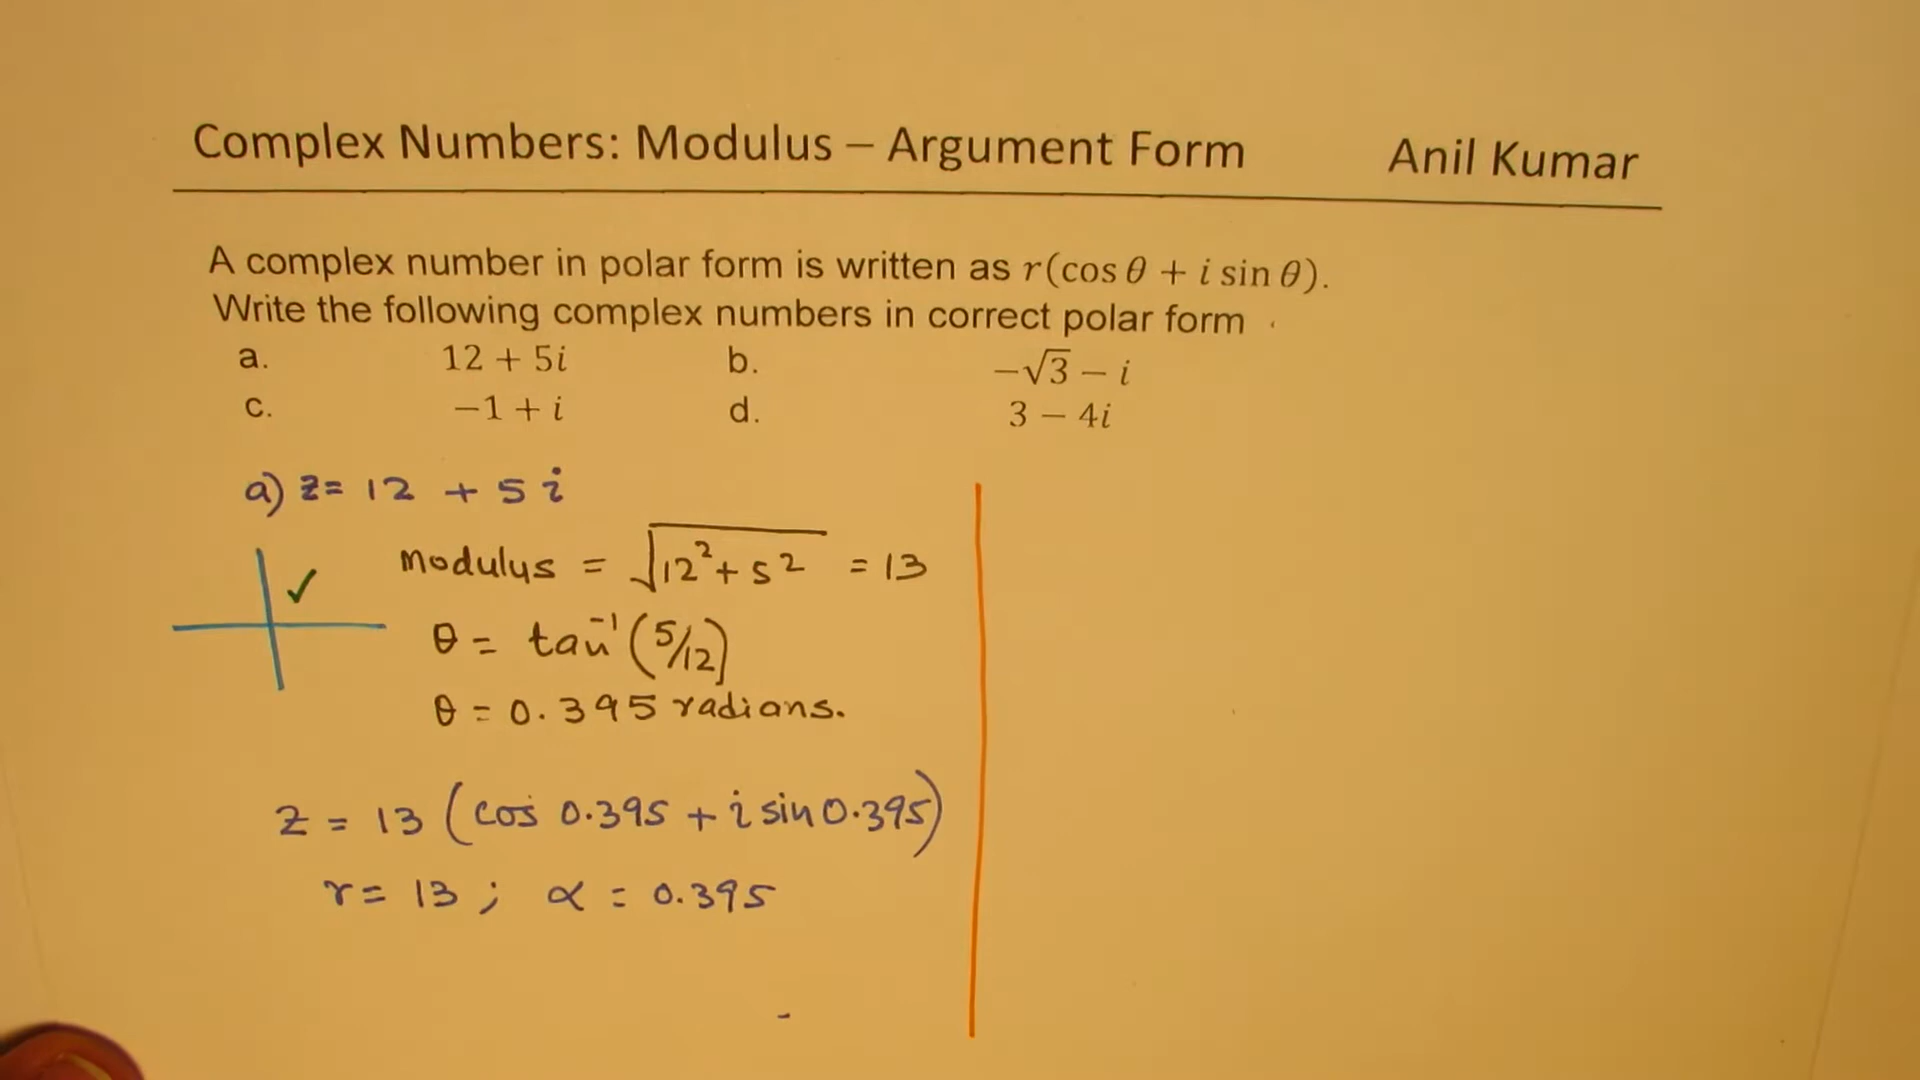 Complex Numbers: Modulus – Argument Form Anil Kumar
A complex number in polar form is written as r(cos θ + i sin θ).
Write the following complex numbers in correct polar form
a. 12 + 5i b. −√3 − i
c. −1 + i d. 3 − 4i
a) z = 12 + 5i
Modulus = √(12² + 5²) = 13
θ = tan⁻¹(5/12)
θ = 0.395 radians.
z = 13 (cos 0.395 + i sin 0.395)
r = 13 ; α = 0.395